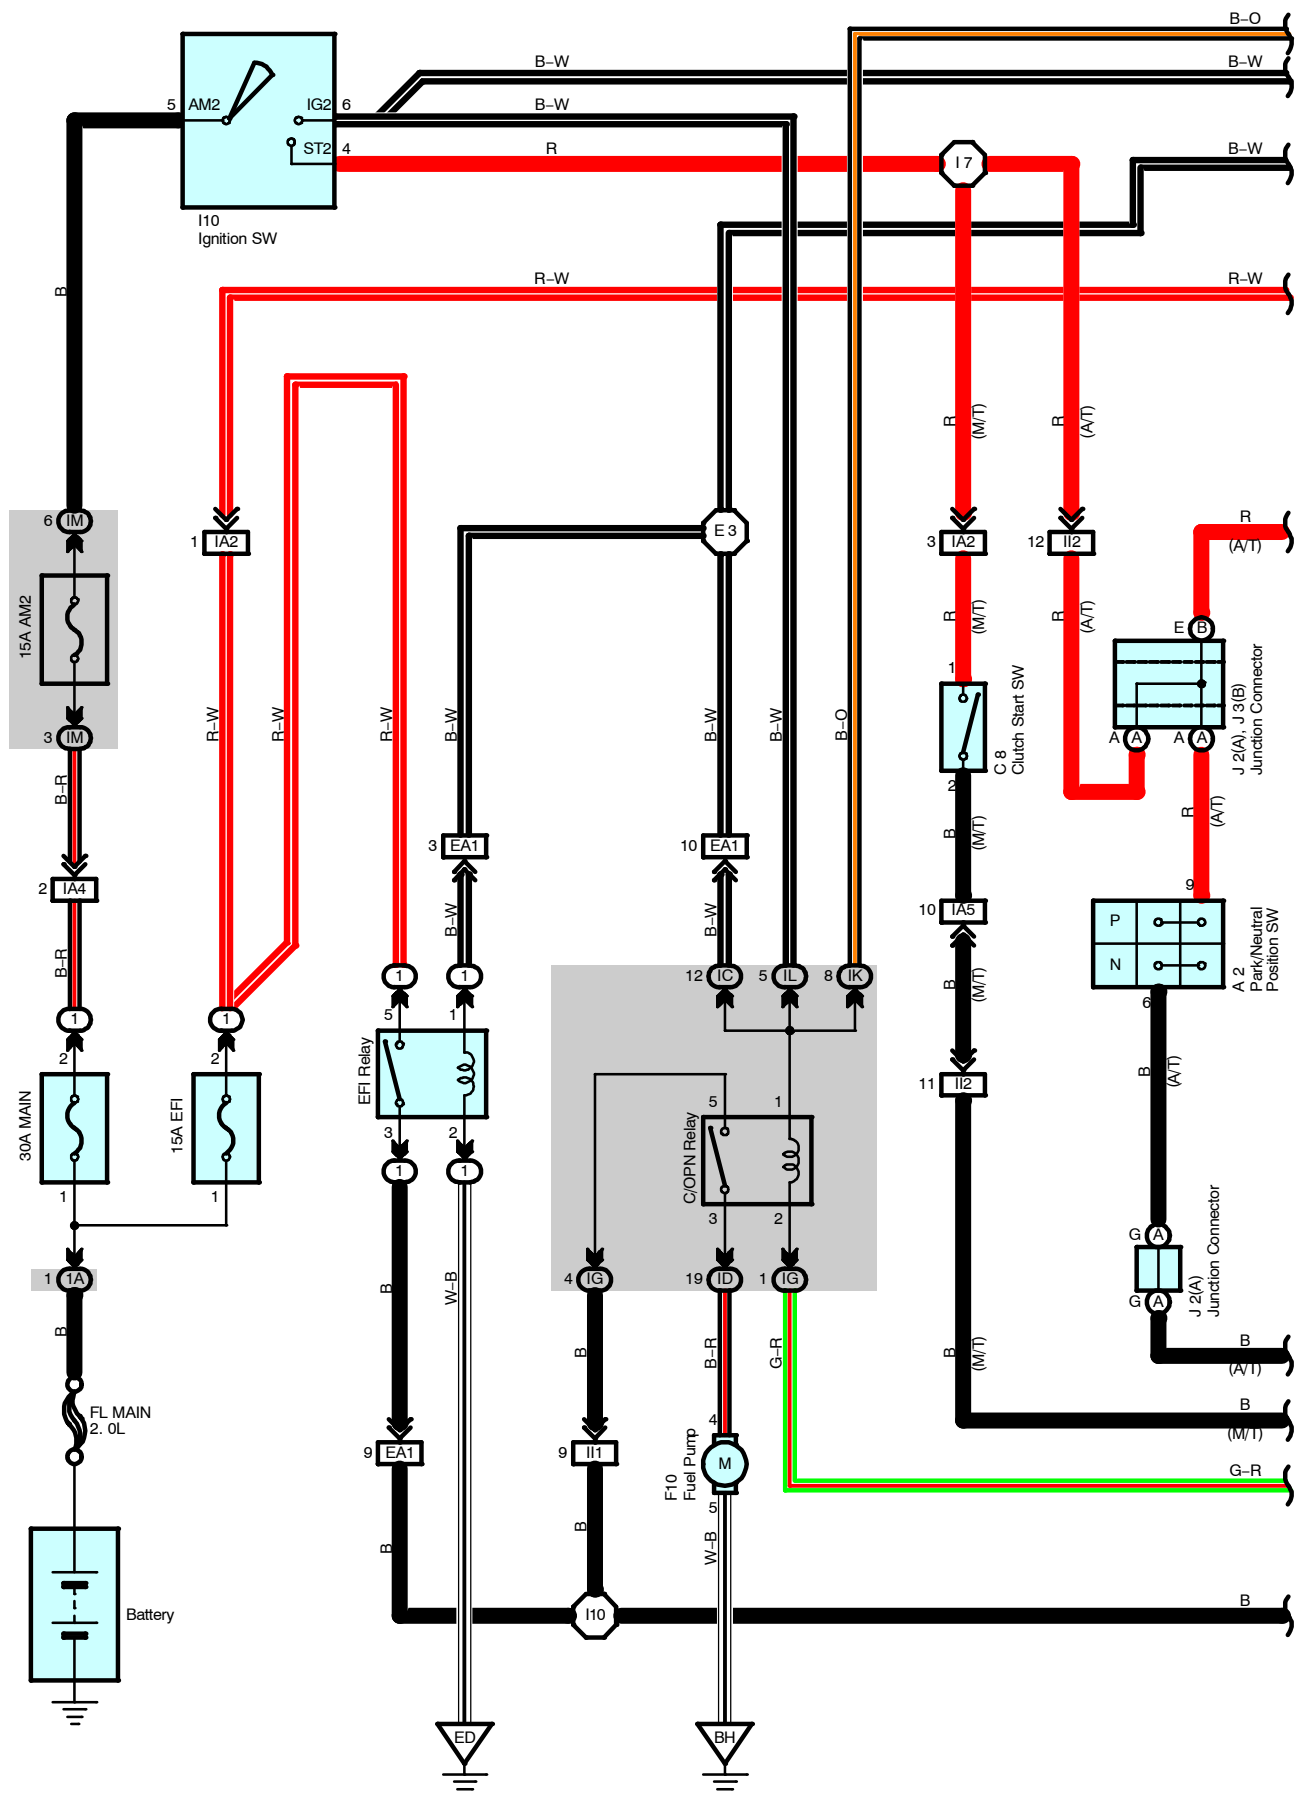 B–O
B–W
B–W
5
AM2
IG2
6
B–W
ST2
4
R
I 7
B–W
I10
Ignition SW
B
R–W
R–W
R
(M/T)
R
(A/T)
6
IM
15A AM2
3
IM
1
IA2
E 3
3
IA2
12
II2
R
(A/T)
R
(M/T)
R
(A/T)
E
B
A
A
A
A
J 2(A), J 3(B)
Junction Connector
1
C 8
Clutch Start SW
2
R–W
R–W
R–W
B–W
B–W
B–W
B–O
B–R
2
IA4
B–R
3
EA1
B–W
10
EA1
B–W
B
(M/T)
R
(A/T)
10
IA5
9
P
N
A 2
Park/Neutral
Position SW
6
B
(M/T)
1
1
1
1
12
IC
5
IL
8
IK
2
30A MAIN
1
2
15A EFI
1
5
1
EFI Relay
3
2
1
1
5
1
C/OPN Relay
3
2
11
II2
B
(A/T)
G
A
G
A
J 2(A)
Junction Connector
1
1A
4
IG
19
ID
1
IG
B
B
W–B
B
B–R
G–R
B
(M/T)
B
(A/T)
B
(M/T)
FL MAIN
2. 0L
9
EA1
9
II1
4
M
F10
Fuel Pump
5
G–R
B
B
W–B
Battery
I10
B
ED
BH